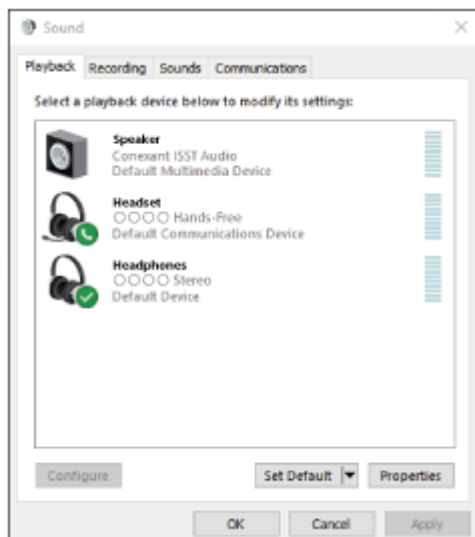 Sound
Playback Recording Sounds Communications
Select a playback device below to modify its settings:
Speaker
Conexant ISST Audio
Default Multimedia Device
Headset
○○○○ Hands-Free
Default Communications Device
Headphones
○○○○ Stereo
Default Device
Configure Set Default Properties
OK Cancel Apply